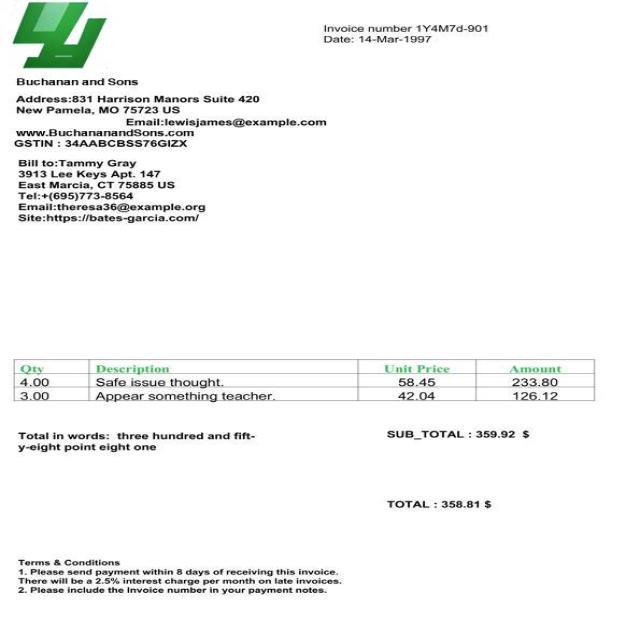 Invoice number 1Y4M7d-901
Date: 14-Mar-1997
Buchanan and Sons
Address:831 Harrison Manors Suite 420
New Pamela, MO 75723 US
Email:lewisjames@example.com
www.BuchananandSons.com
GSTIN : 34AABCBSS76GIZX
Bill to:Tammy Gray
3913 Lee Keys Apt. 147
East Marcia, CT 75885 US
Tel:+(695)773-8564
Email:theresa36@example.org
Site:https://bates-garcia.com/
Qty Description Unit Price Amount
4.00 Safe issue thought. 58.45 233.80
3.00 Appear something teacher. 42.04 126.12
Total in words: three hundred and fift-
y-eight point eight one
SUB_TOTAL : 359.92 $
TOTAL : 358.81 $
Terms & Conditions
1. Please send payment within 8 days of receiving this invoice.
There will be a 2.5% interest charge per month on late invoices.
2. Please include the Invoice number in your payment notes.